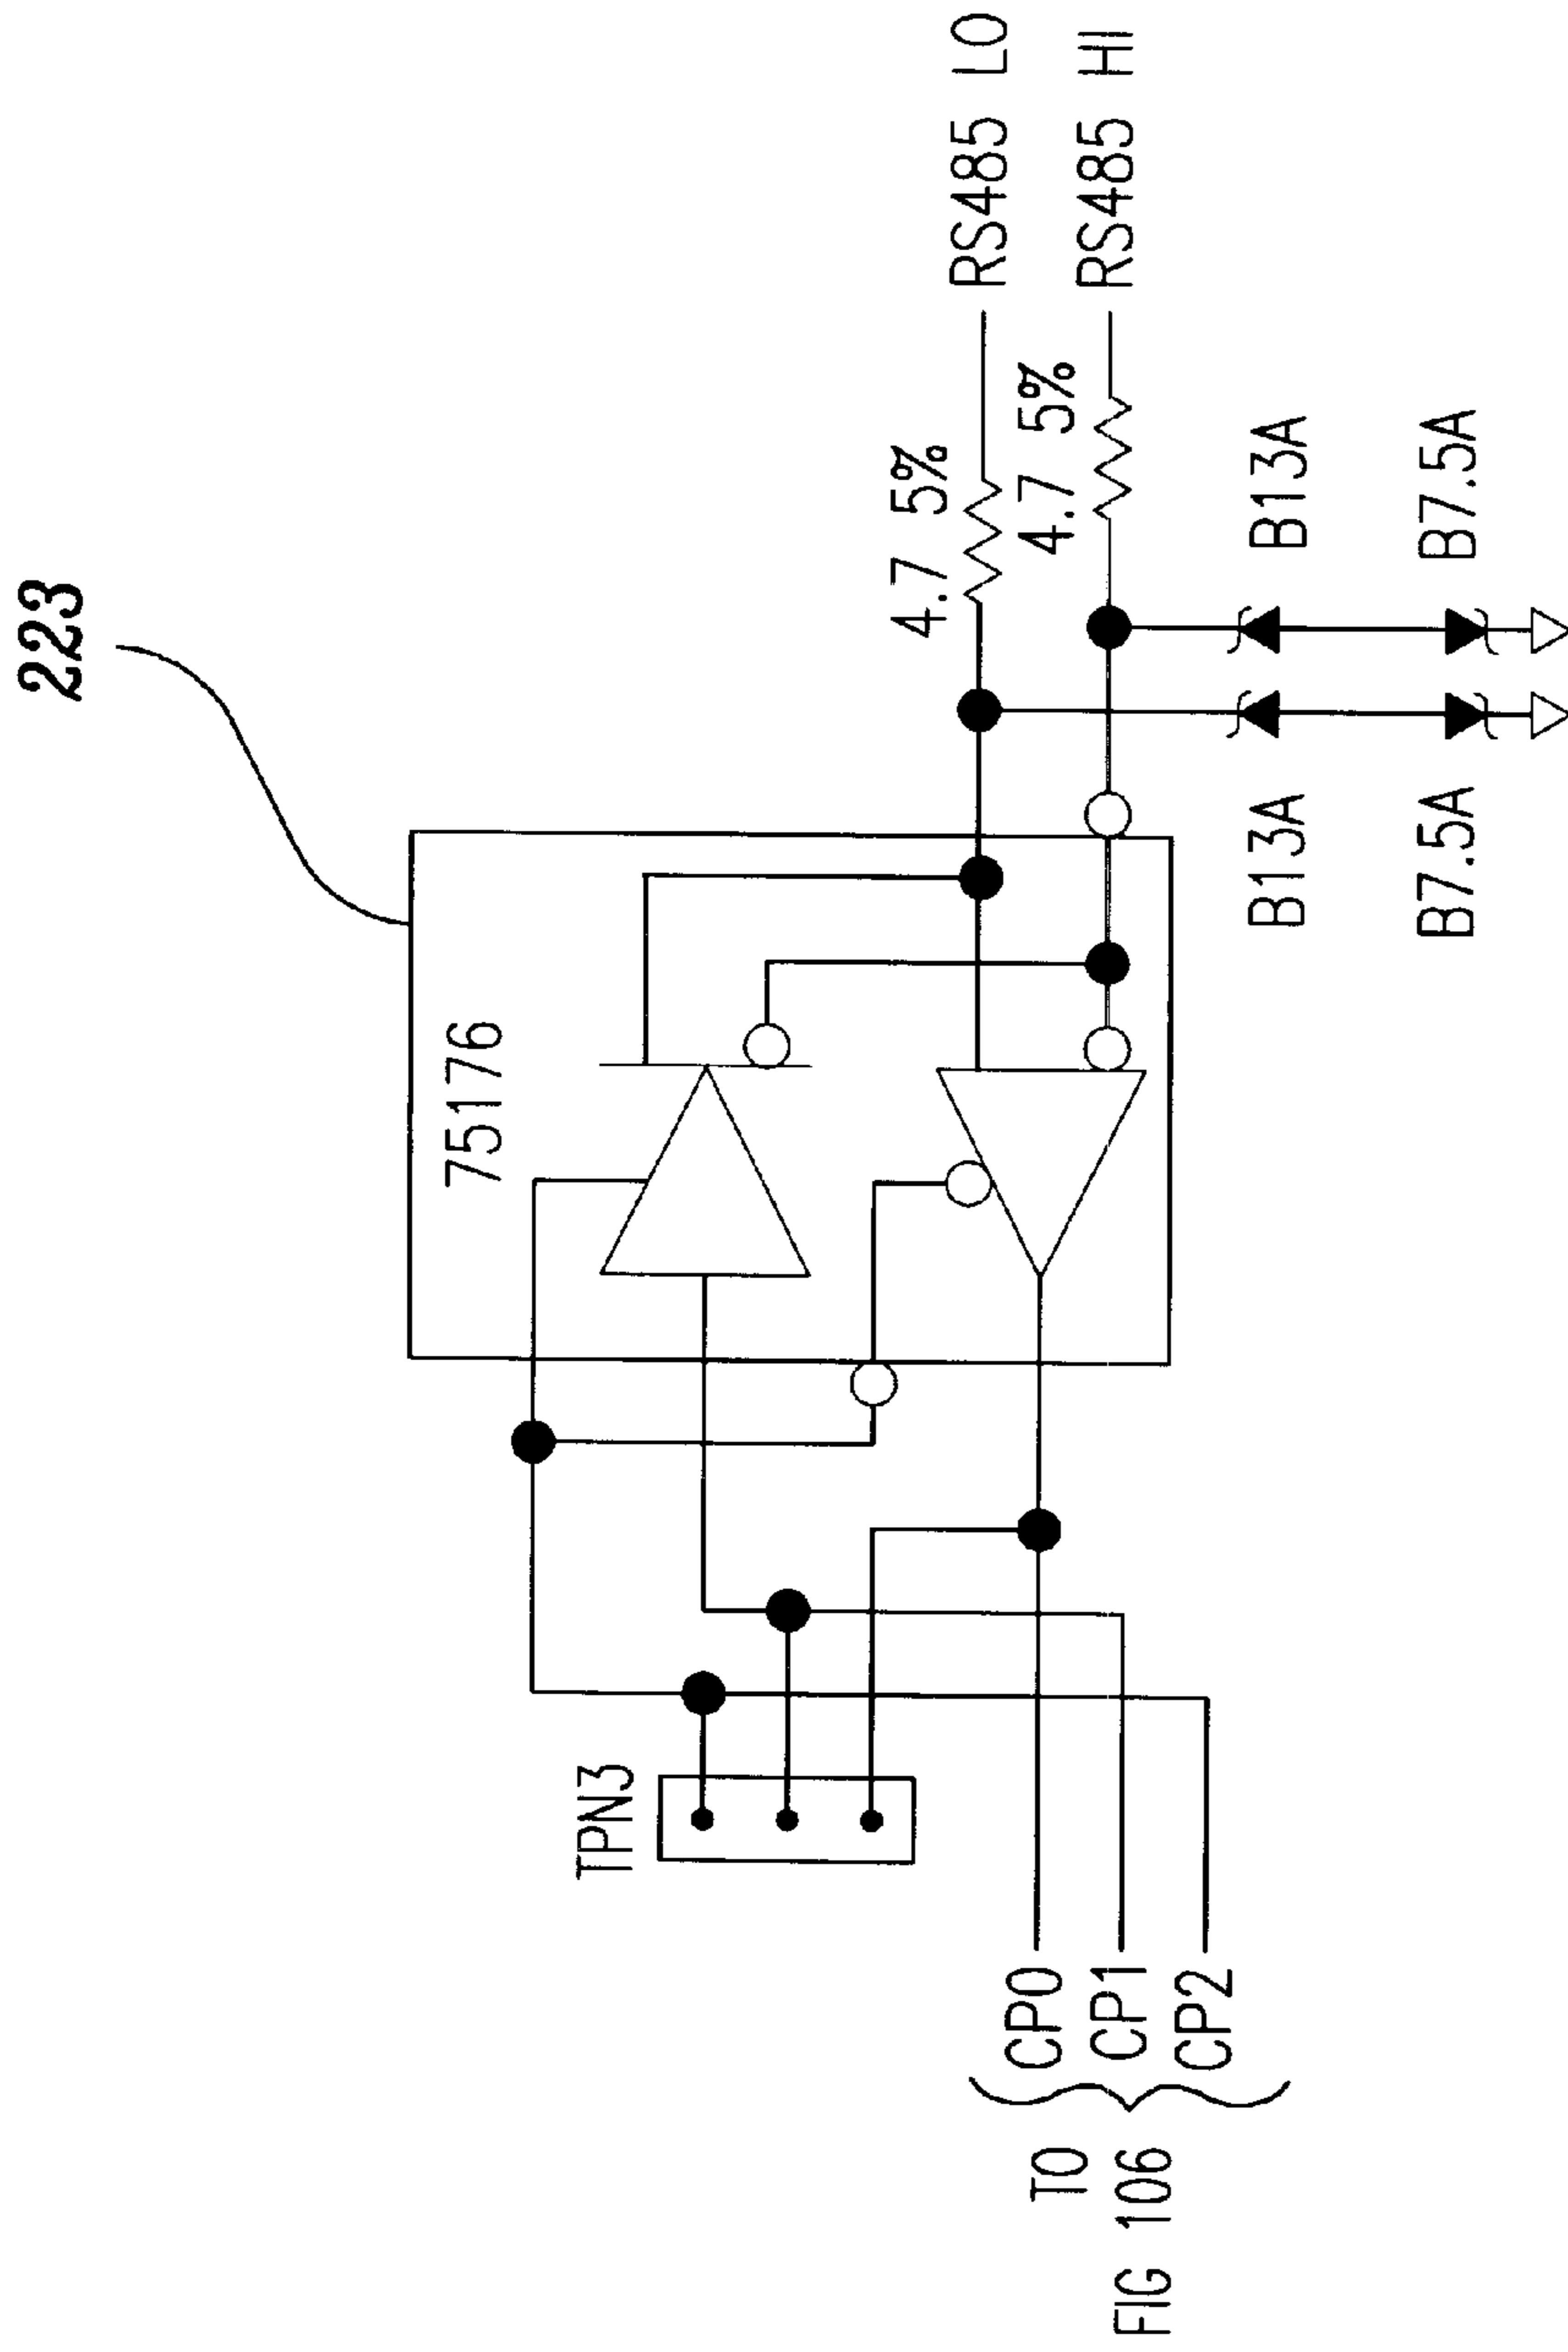 223
75176
RS485 LO
RS485 HI
4.7 5%
4.7 5%
B13A
B13A
B7.5A
B7.5A
TPN3
CP0
CP1
CP2
TO
FIG 106